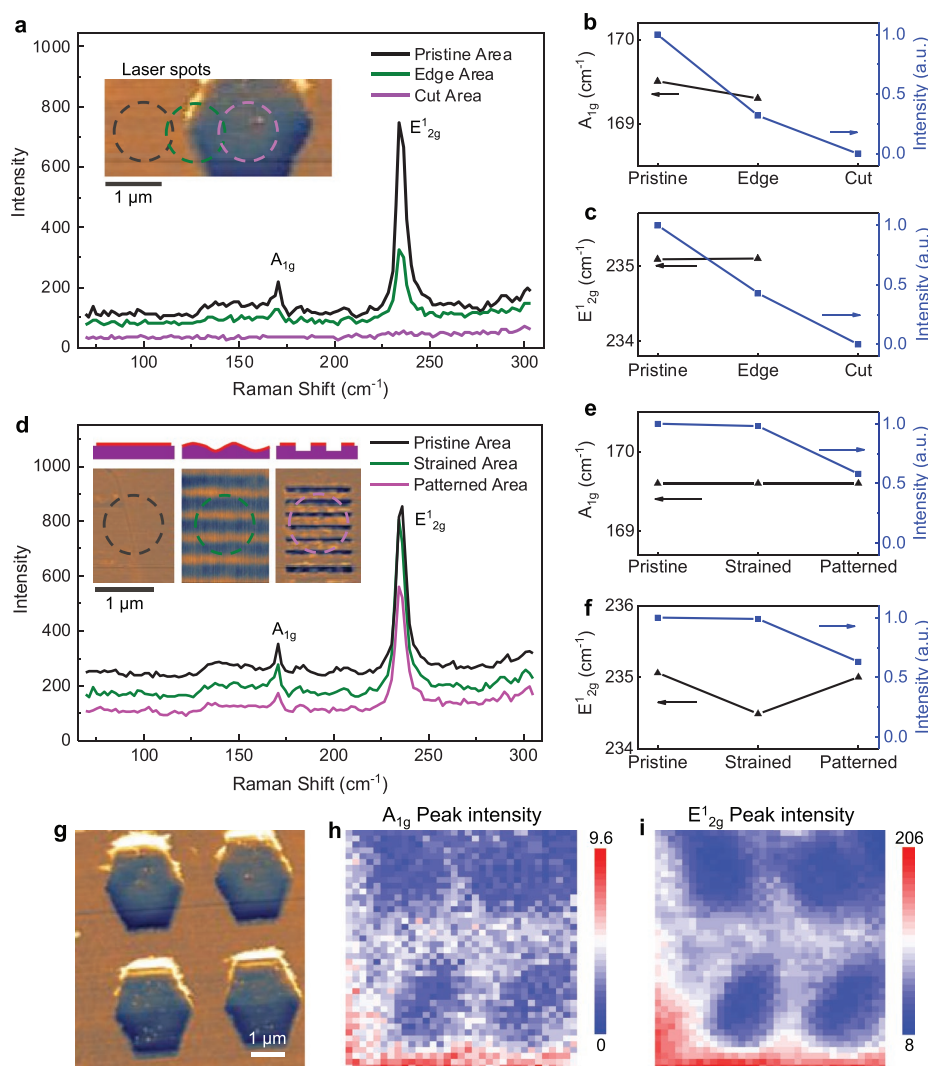 a
1000
800
600
400
200
0
Intensity
Laser spots
1 µm
Pristine Area
Edge Area
Cut Area
A1g
E¹2g
100
150
200
250
300
Raman Shift (cm⁻¹)
b
170
169
A1g (cm⁻¹)
1.0
0.5
0.0
Intensity (a.u.)
Pristine Edge Cut
c
235
234
E¹2g (cm⁻¹)
1.0
0.5
0.0
Intensity (a.u.)
Pristine Edge Cut
d
1000
800
600
400
200
0
Intensity
1 µm
Pristine Area
Strained Area
Patterned Area
A1g
E¹2g
100
150
200
250
300
Raman Shift (cm⁻¹)
e
170
169
A1g (cm⁻¹)
1.0
0.5
0.0
Intensity (a.u.)
Pristine Strained Patterned
f
236
235
234
E¹2g (cm⁻¹)
1.0
0.5
0.0
Intensity (a.u.)
Pristine Strained Patterned
g
1 µm
h
A1g Peak intensity
9.6
0
i
E¹2g Peak intensity
206
8